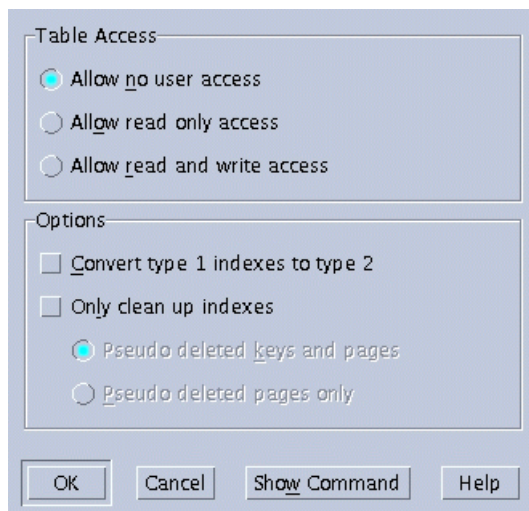 Table Access
Allow no user access
Allow read only access
Allow read and write access
Options
Convert type 1 indexes to type 2
Only clean up indexes
Pseudo deleted keys and pages
Pseudo deleted pages only
OK Cancel Show Command Help